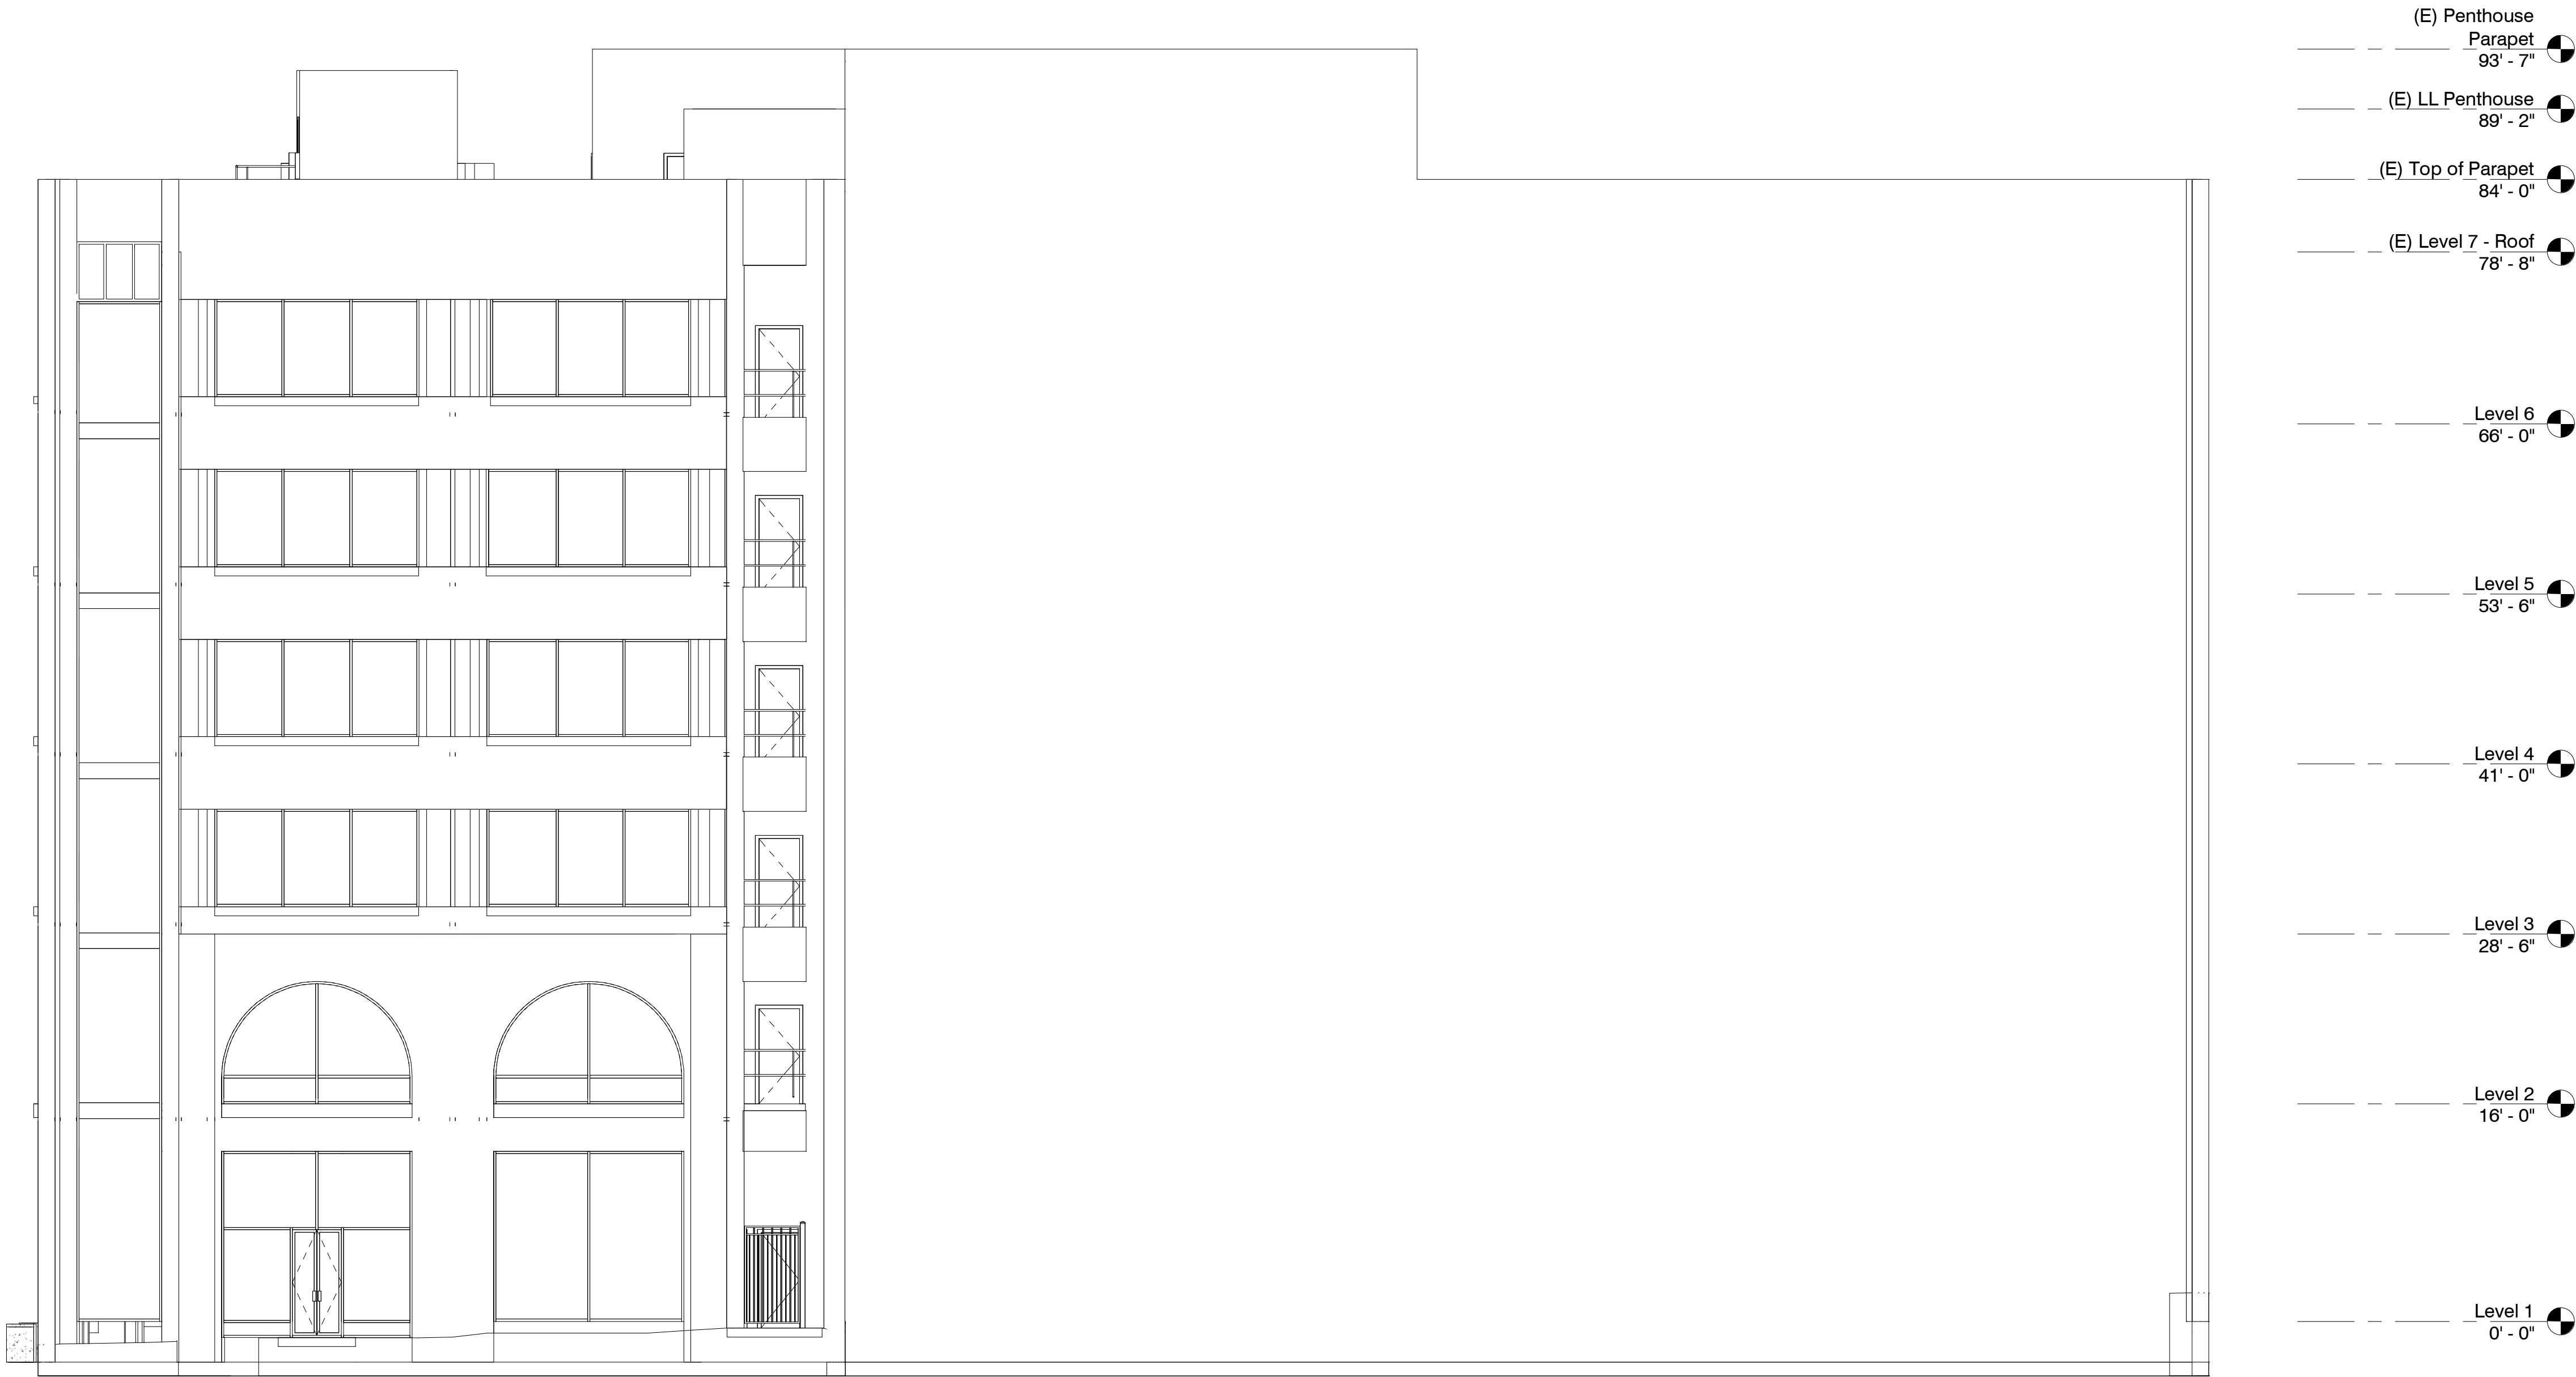 (E) Penthouse
Parapet
93' - 7"
(E) LL Penthouse
89' - 2"
(E) Top of Parapet
84' - 0"
(E) Level 7 - Roof
78' - 8"
Level 6
66' - 0"
Level 5
53' - 6"
Level 4
41' - 0"
Level 3
28' - 6"
Level 2
16' - 0"
Level 1
0' - 0"